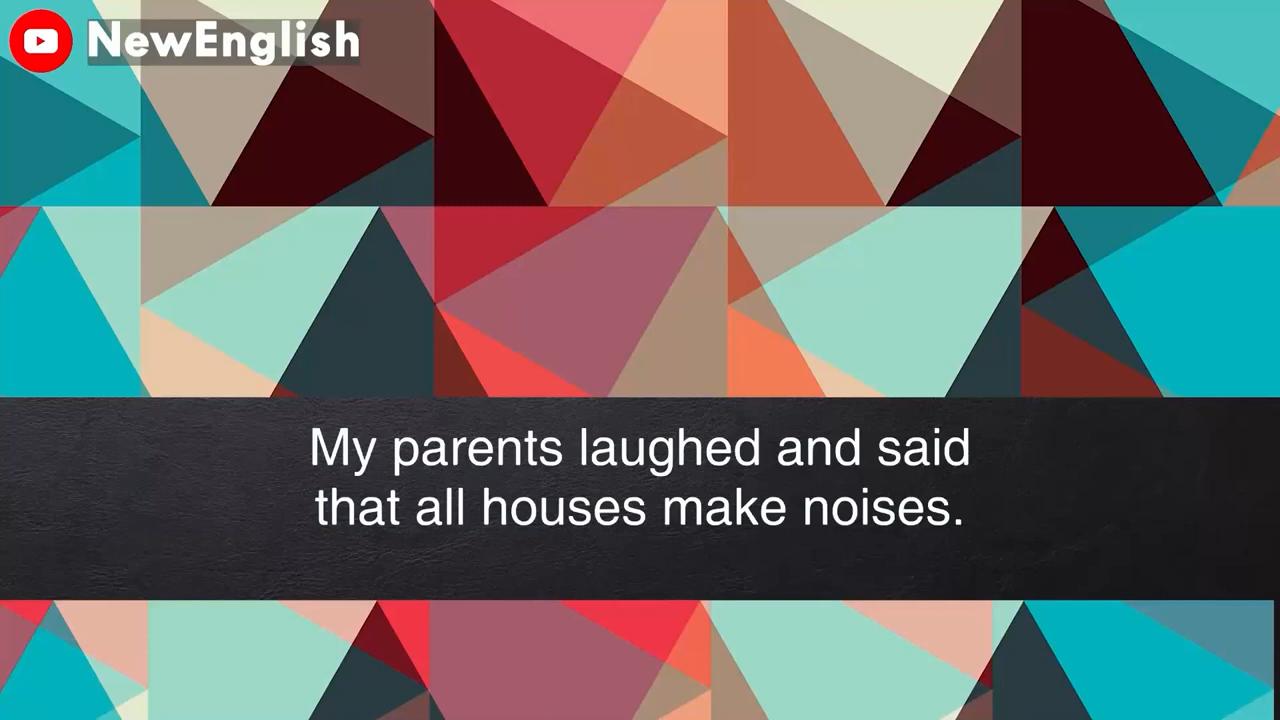 NewEnglish
My parents laughed and said
that all houses make noises.